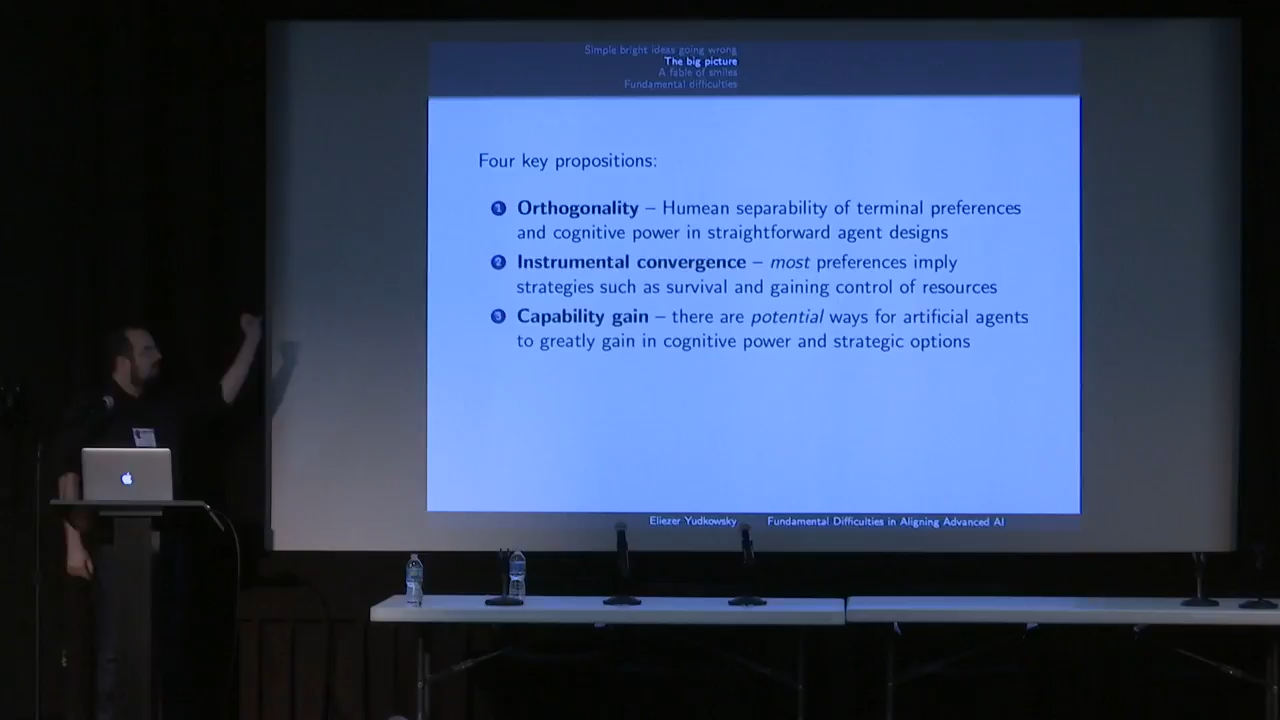 Simple bright ideas going wrong
The big picture
A fable of smiles
Fundamental difficulties
Four key propositions:
1 Orthogonality – Humean separability of terminal preferences
and cognitive power in straightforward agent designs
2 Instrumental convergence – most preferences imply
strategies such as survival and gaining control of resources
3 Capability gain – there are potential ways for artificial agents
to greatly gain in cognitive power and strategic options
Eliezer Yudkowsky Fundamental Difficulties in Aligning Advanced AI